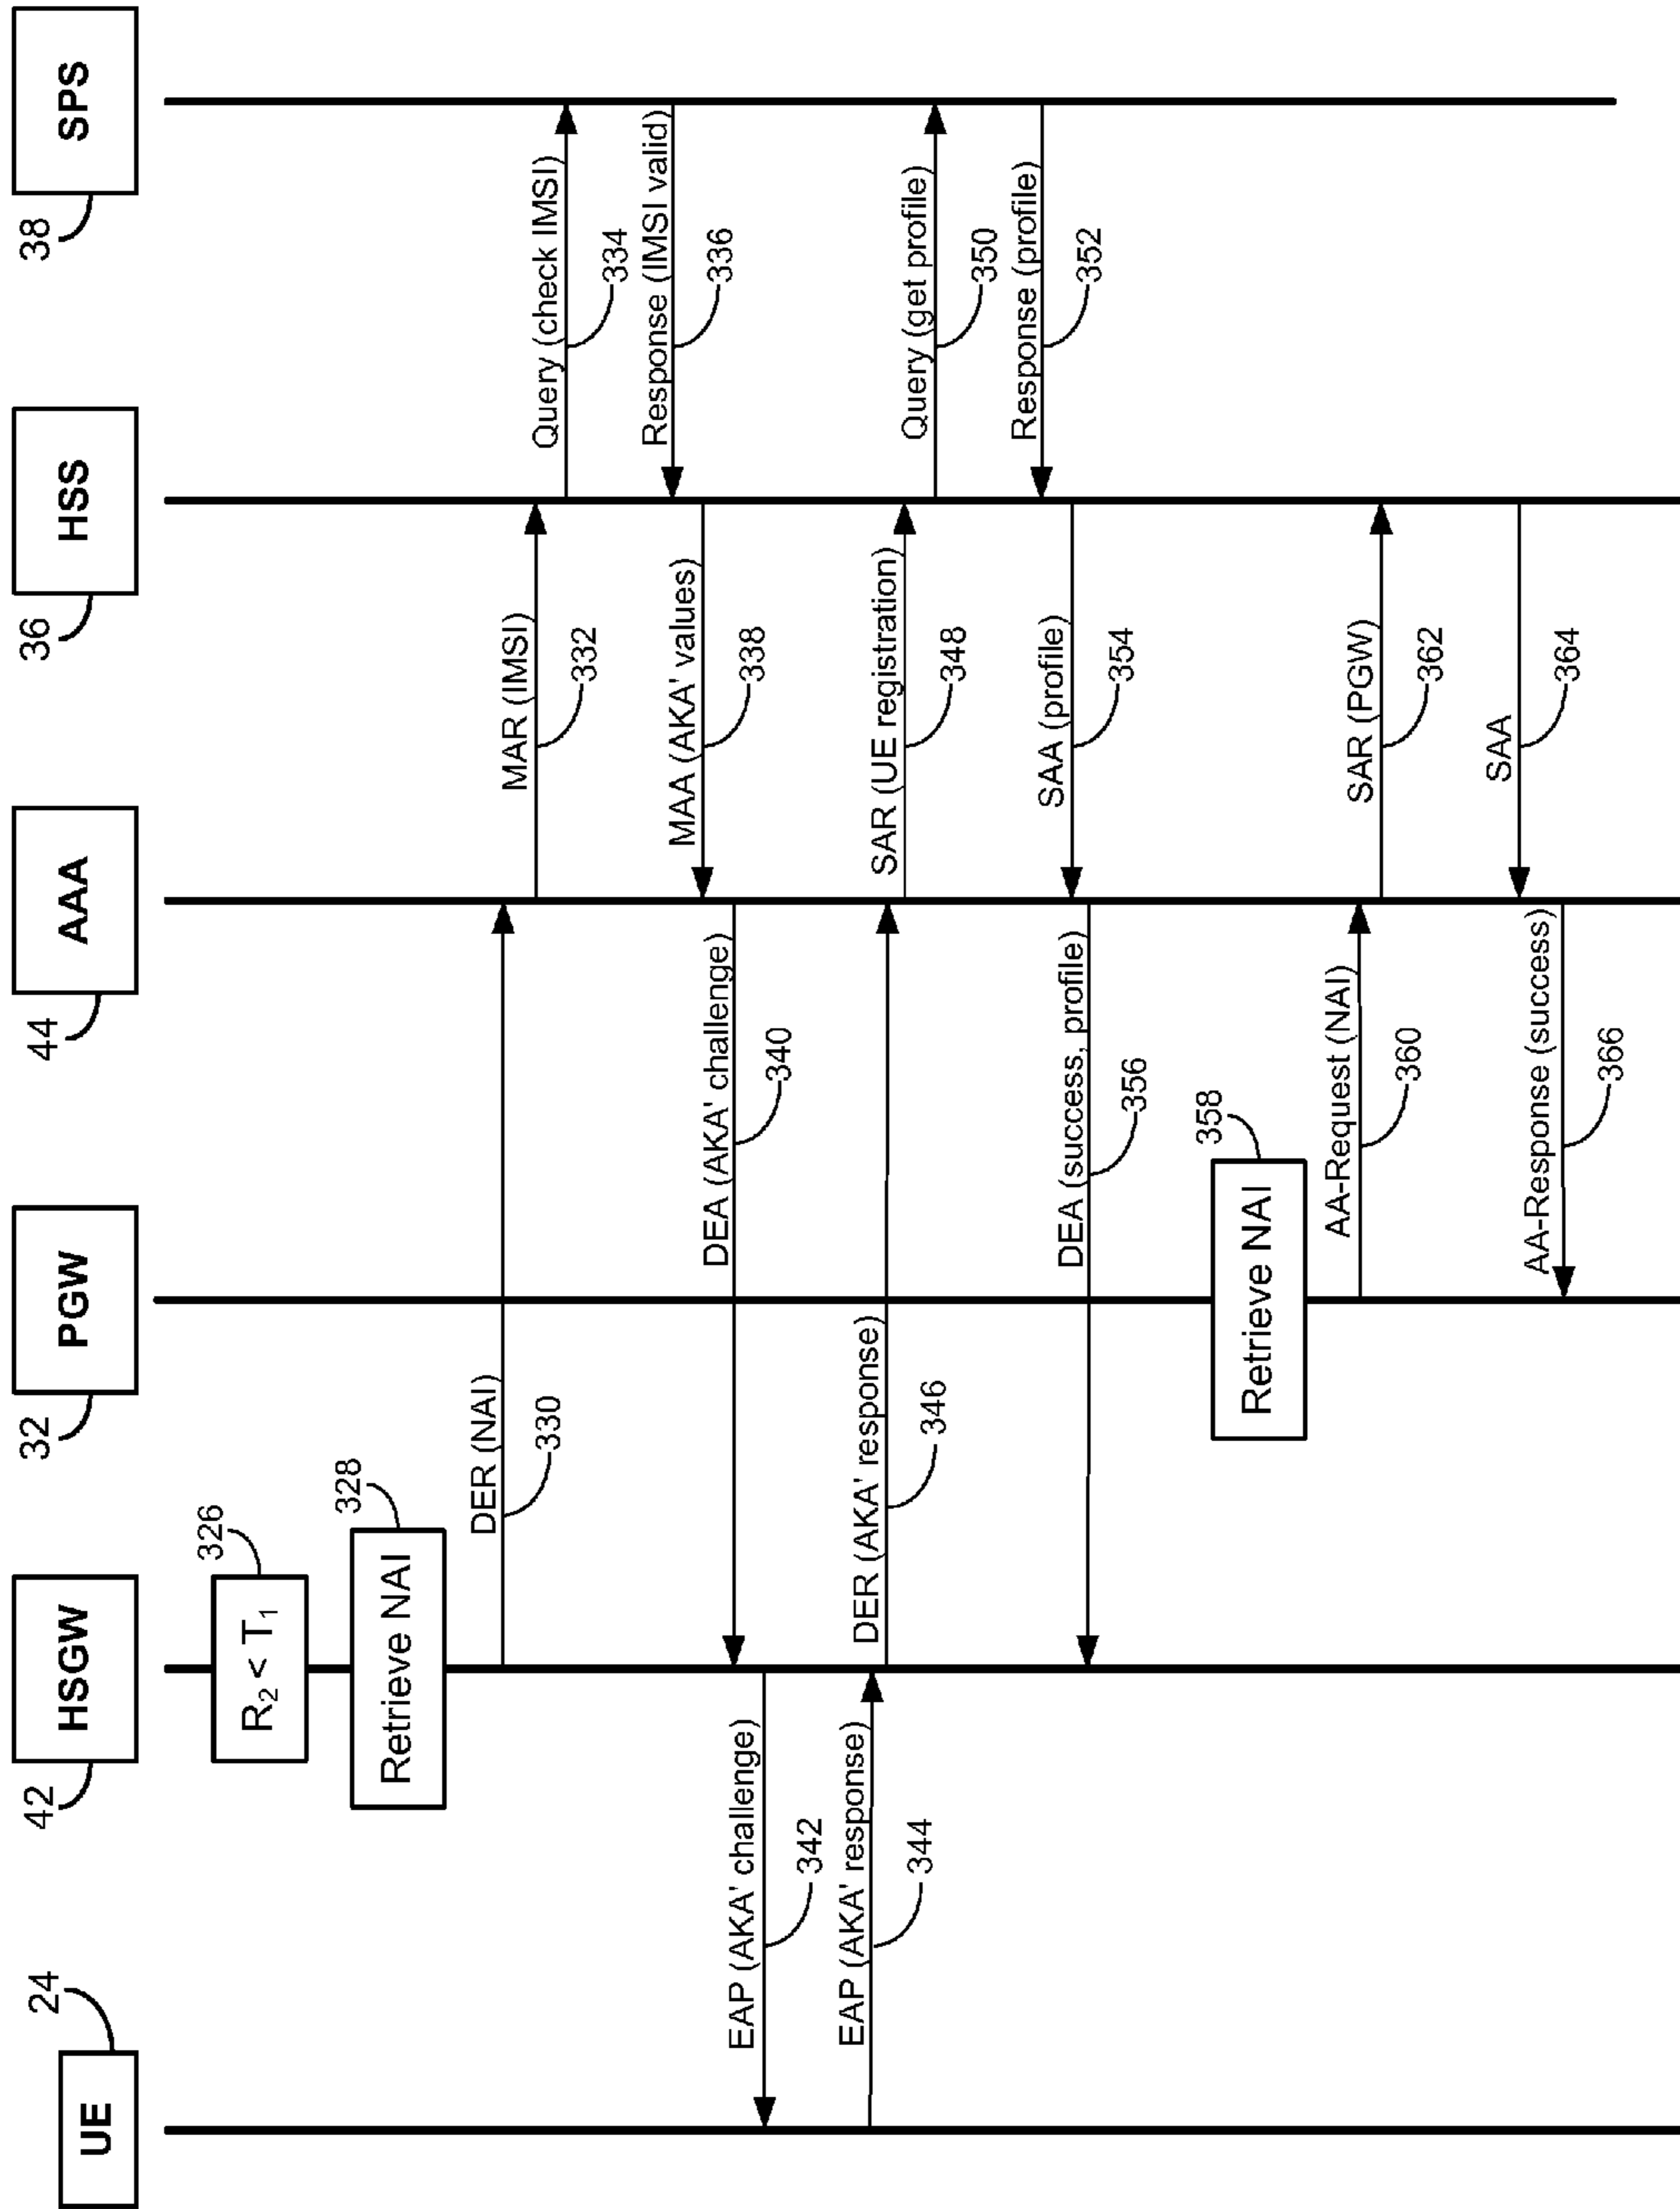 UE
24
HSGW
42
PGW
32
AAA
44
HSS
36
SPS
38
R₂ < T₁
326
Retrieve NAI
328
DER (NAI)
330
MAR (IMSI)
332
Query (check IMSI)
334
Response (IMSI valid)
336
MAA (AKA' values)
338
DEA (AKA' challenge)
340
EAP (AKA' challenge)
342
EAP (AKA' response)
344
DER (AKA' response)
346
SAR (UE registration)
348
Query (get profile)
350
Response (profile)
352
SAA (profile)
354
DEA (success, profile)
356
Retrieve NAI
358
AA-Request (NAI)
360
SAR (PGW)
362
SAA
364
AA-Response (success)
366